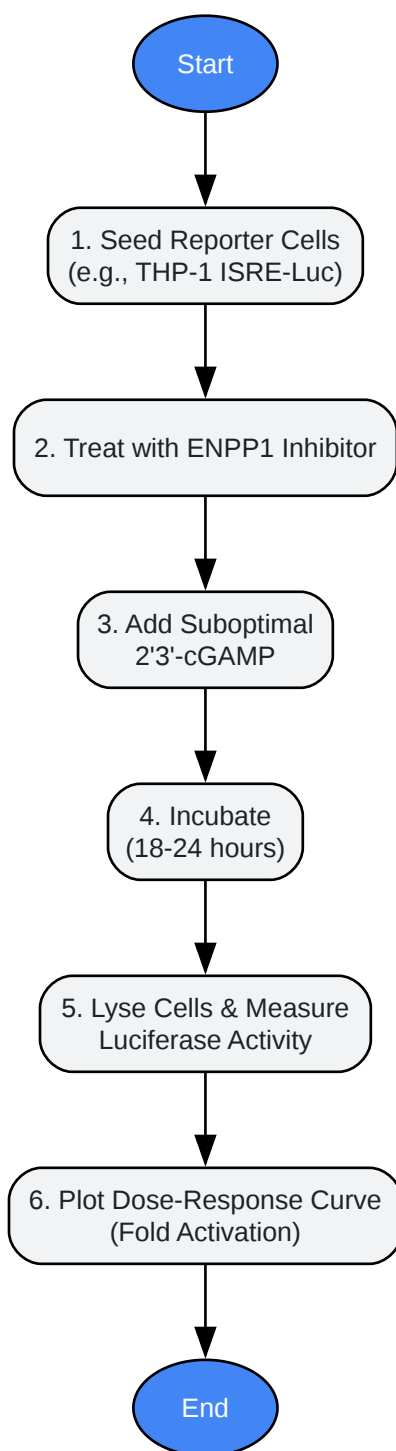 Start
1. Seed Reporter Cells
(e.g., THP-1 ISRE-Luc)
2. Treat with ENPP1 Inhibitor
3. Add Suboptimal
2'3'-cGAMP
4. Incubate
(18-24 hours)
5. Lyse Cells & Measure
Luciferase Activity
6. Plot Dose-Response Curve
(Fold Activation)
End